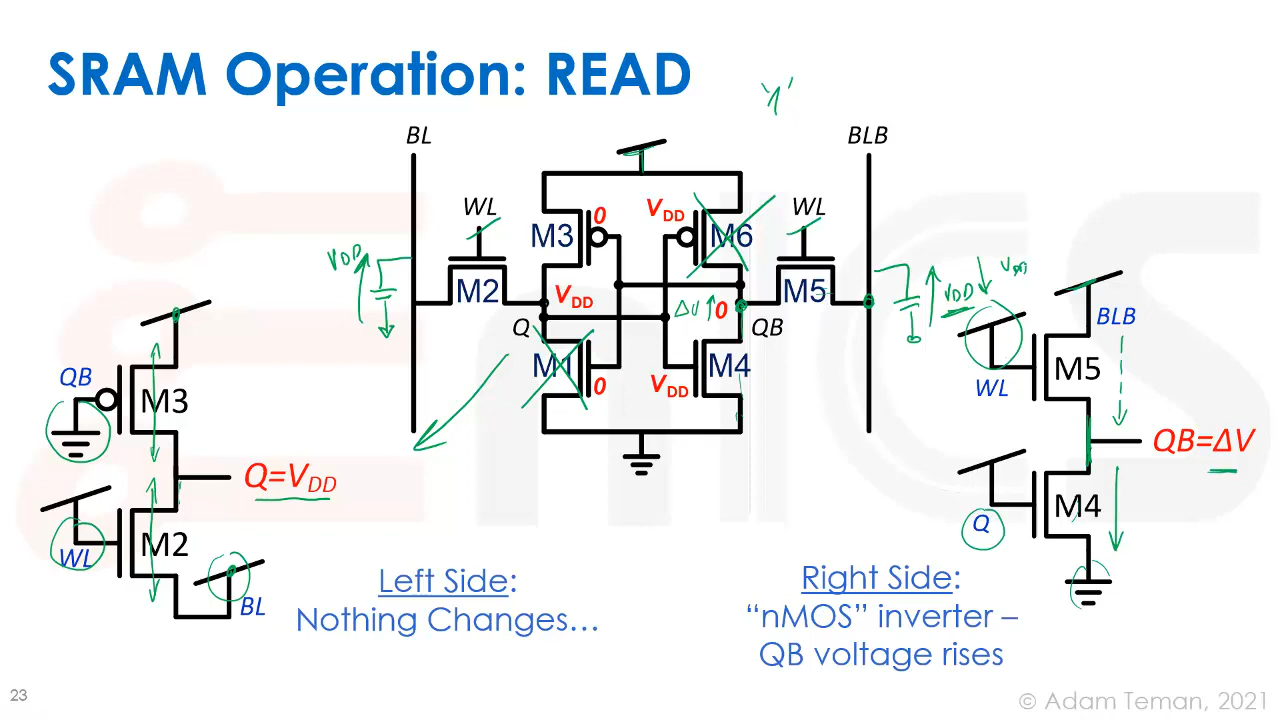 SRAM Operation: READ
'1'
BL
BLB
WL
WL
M3
0
VDD
M6
M2
VDD
ΔV
0
M5
Q
QB
M1
0
VDD
M4
VDD
VDD
VDD
QB
M3
Q=VDD
WL
M2
BL
BLB
M5
WL
QB=ΔV
Q
M4
Left Side:
Nothing Changes…
Right Side:
“nMOS” inverter –
QB voltage rises
23
© Adam Teman, 2021